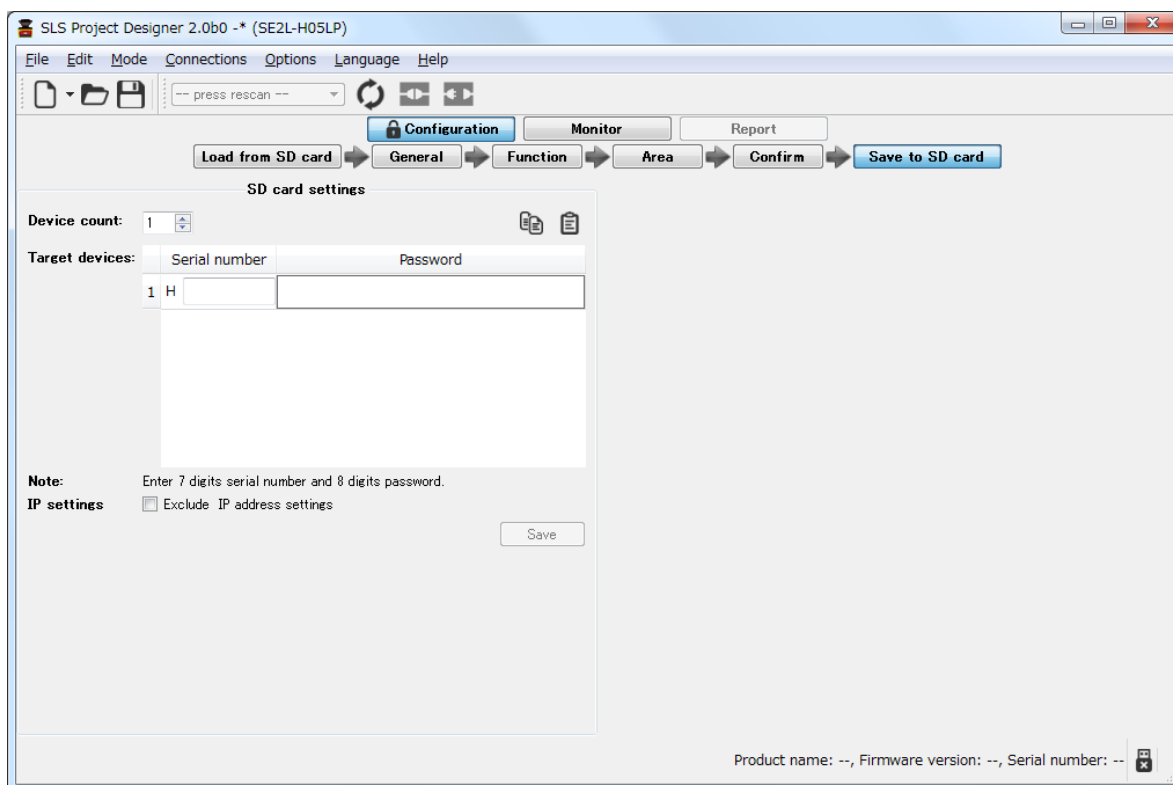 SLS Project Designer 2.0b0 -* (SE2L-H05LP)
File Edit Mode Connections Options Language Help
-- press rescan --
Configuration Monitor Report
Load from SD card General Function Area Confirm Save to SD card
SD card settings
Device count: 1
Target devices: Serial number Password
1 H
Note: Enter 7 digits serial number and 8 digits password.
IP settings Exclude IP address settings
Save
Product name: --, Firmware version: --, Serial number: --